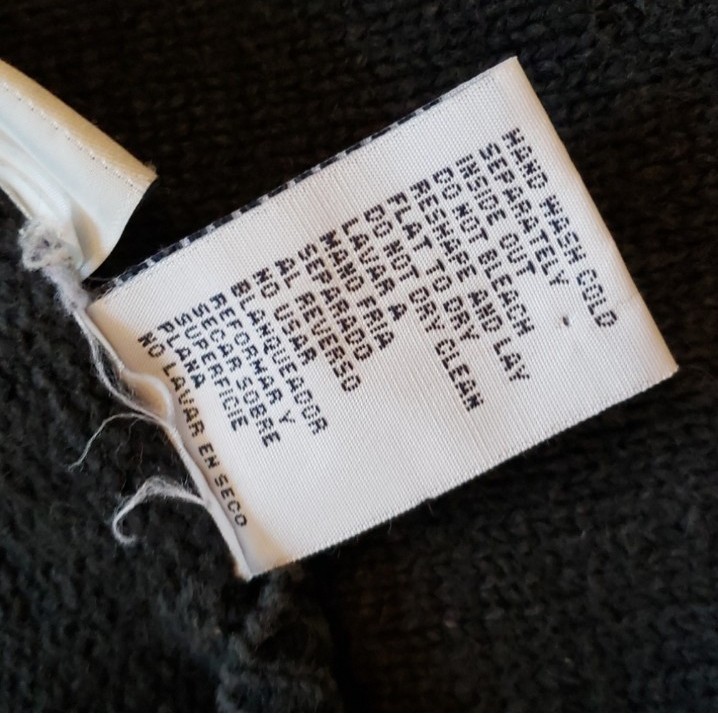 HAND WASH COLD
SEPARATELY
INSIDE OUT
DO NOT BLEACH
RESHAPE AND LAY
FLAT TO DRY
DO NOT DRY CLEAN
LAVAR A
MANO FRIA
SEPARADO
AL REVERSO
NO USAR
BLANQUEADOR
REFORMAR Y
SECAR SOBRE
SUPERFICIE
PLANA
NO LAVAR EN SECO